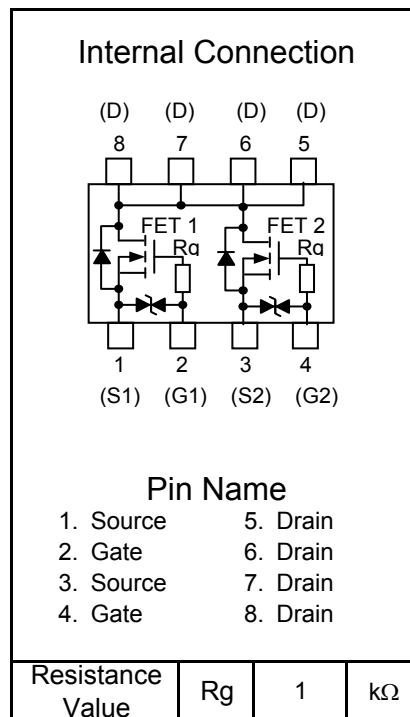 Internal Connection
(D) (D) (D) (D)
8 7 6 5
FET 1 FET 2
Rg Rg
1 2 3 4
(S1) (G1) (S2) (G2)
Pin Name
1. Source 5. Drain
2. Gate 6. Drain
3. Source 7. Drain
4. Gate 8. Drain
Resistance Value Rg 1 kΩ